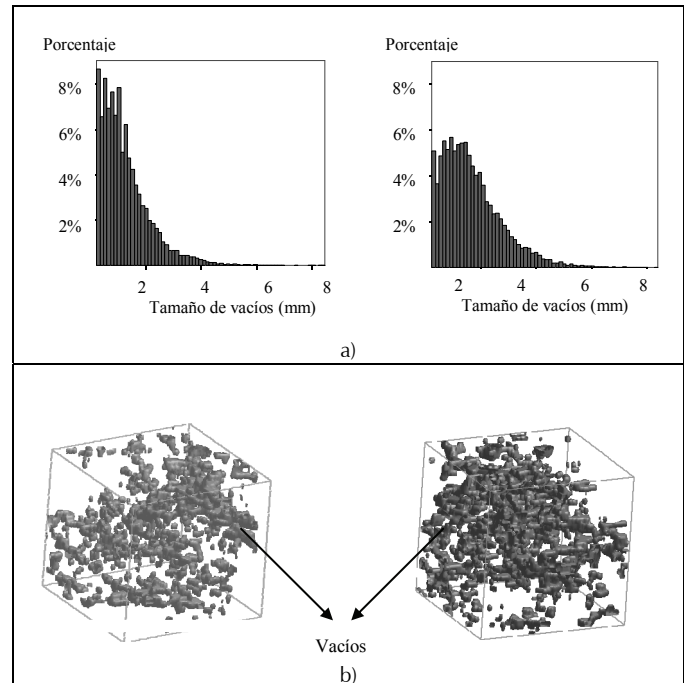 Porcentaje
8%
6%
4%
2%
2 4 6 8
Tamaño de vacíos (mm)
Porcentaje
8%
6%
4%
2%
2 4 6 8
Tamaño de vacíos (mm)
a)
Vacíos
b)